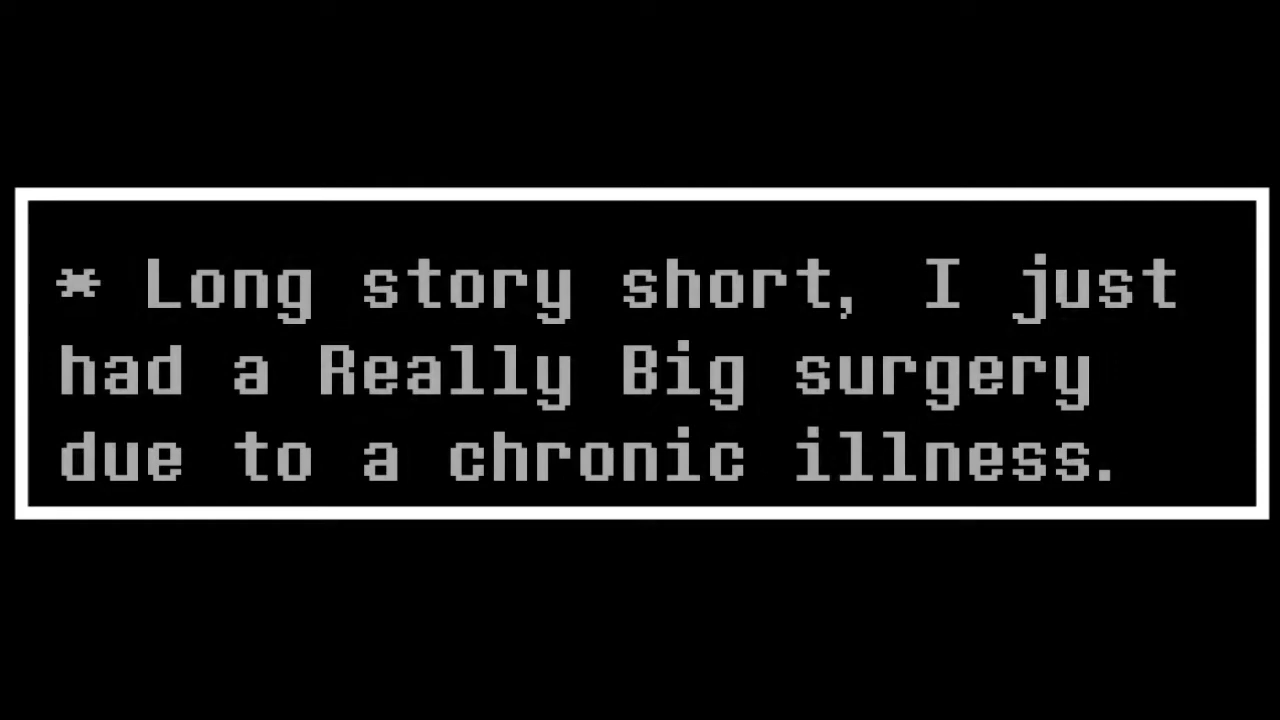 * Long story short, I just
had a Really Big surgery
due to a chronic illness.